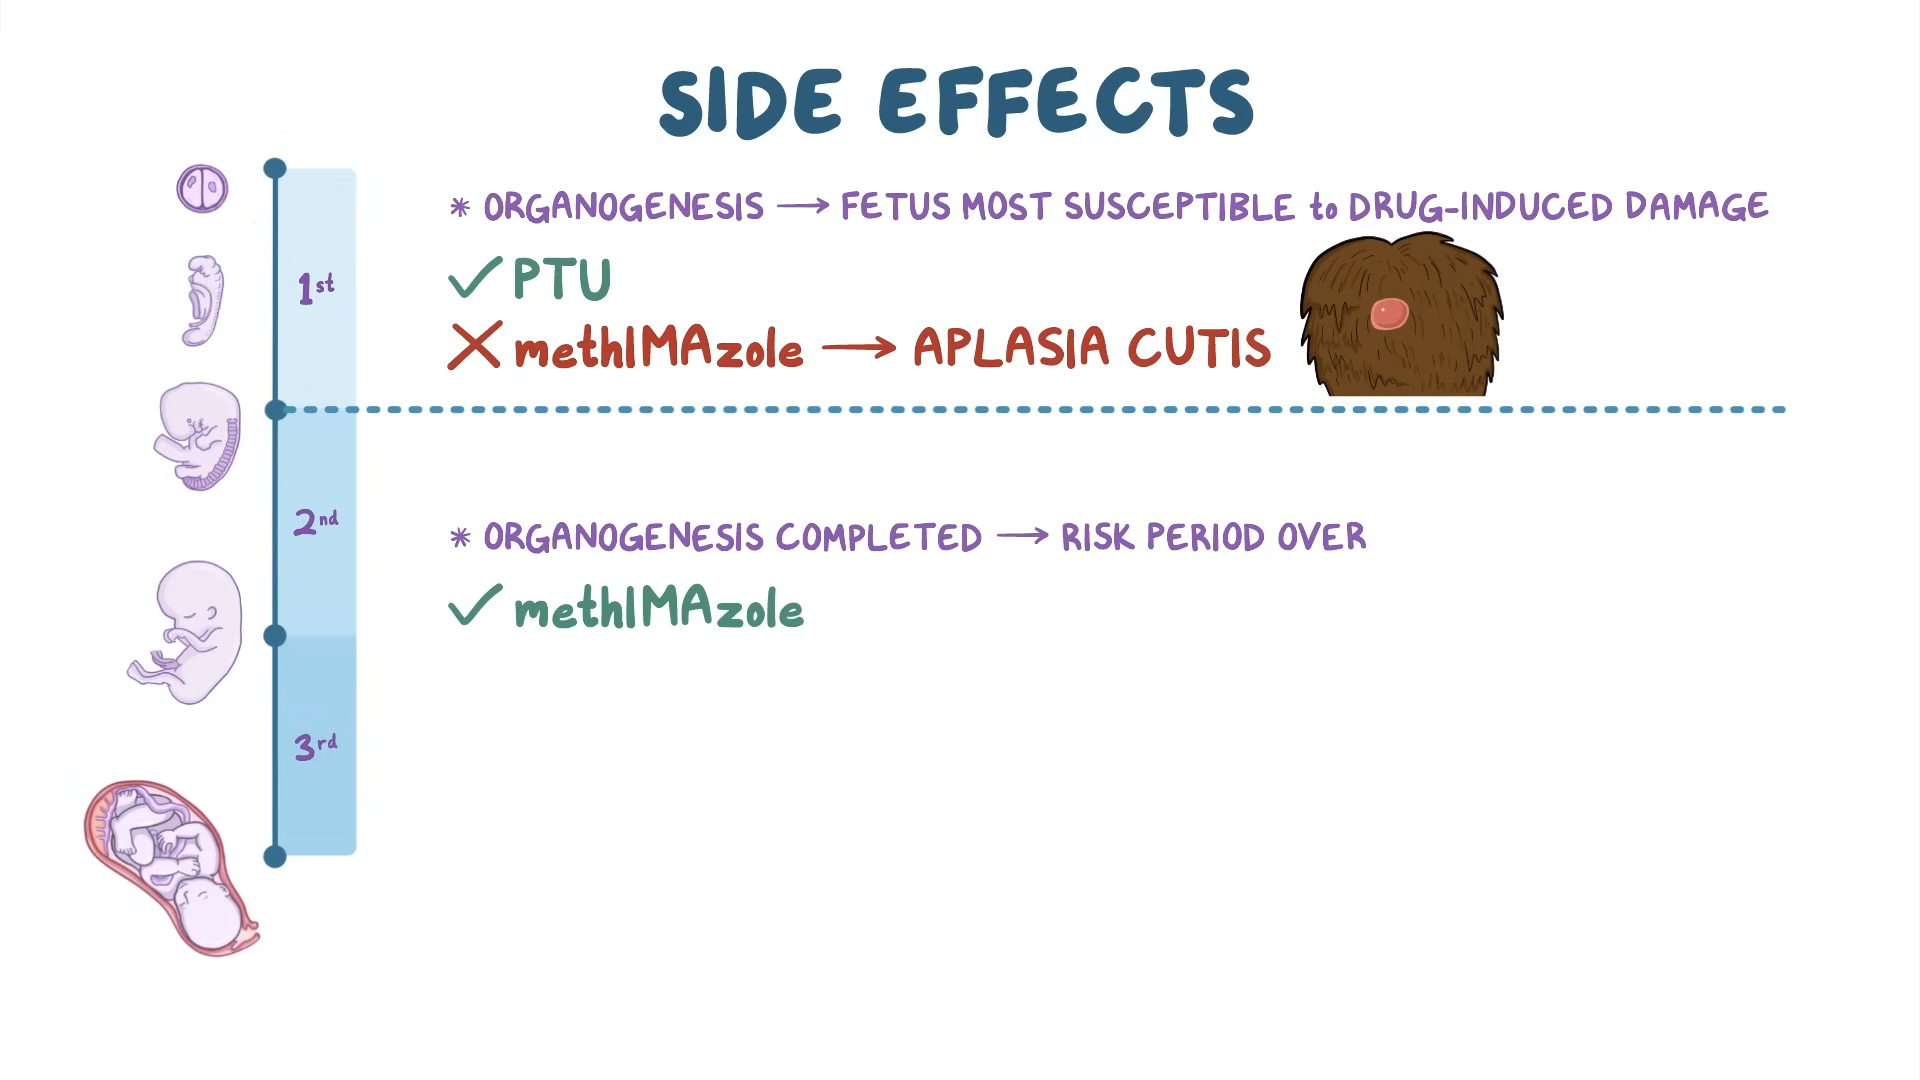 SIDE EFFECTS
1st
* ORGANOGENESIS → FETUS MOST SUSCEPTIBLE to DRUG-INDUCED DAMAGE
✓ PTU
✗ methIMAzole → APLASIA CUTIS
2nd
* ORGANOGENESIS COMPLETED → RISK PERIOD OVER
✓ methIMAzole
3rd